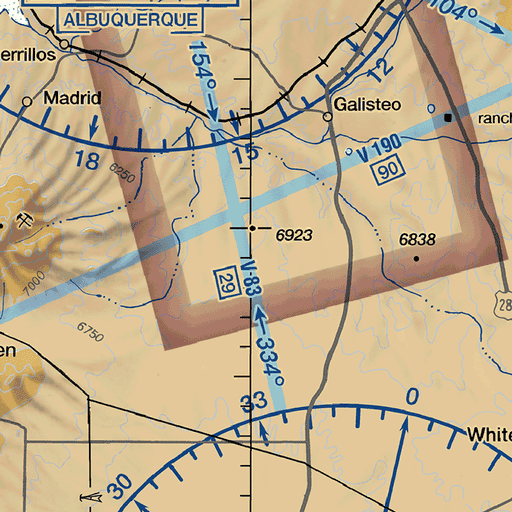 ALBUQUERQUE
104°
errillos
154°
12
Madrid
Galisteo
ranch
18
15
V 190
90
6250
6923
6838
7000
29
V 83
28
6750
334°
en
33
0
White
30